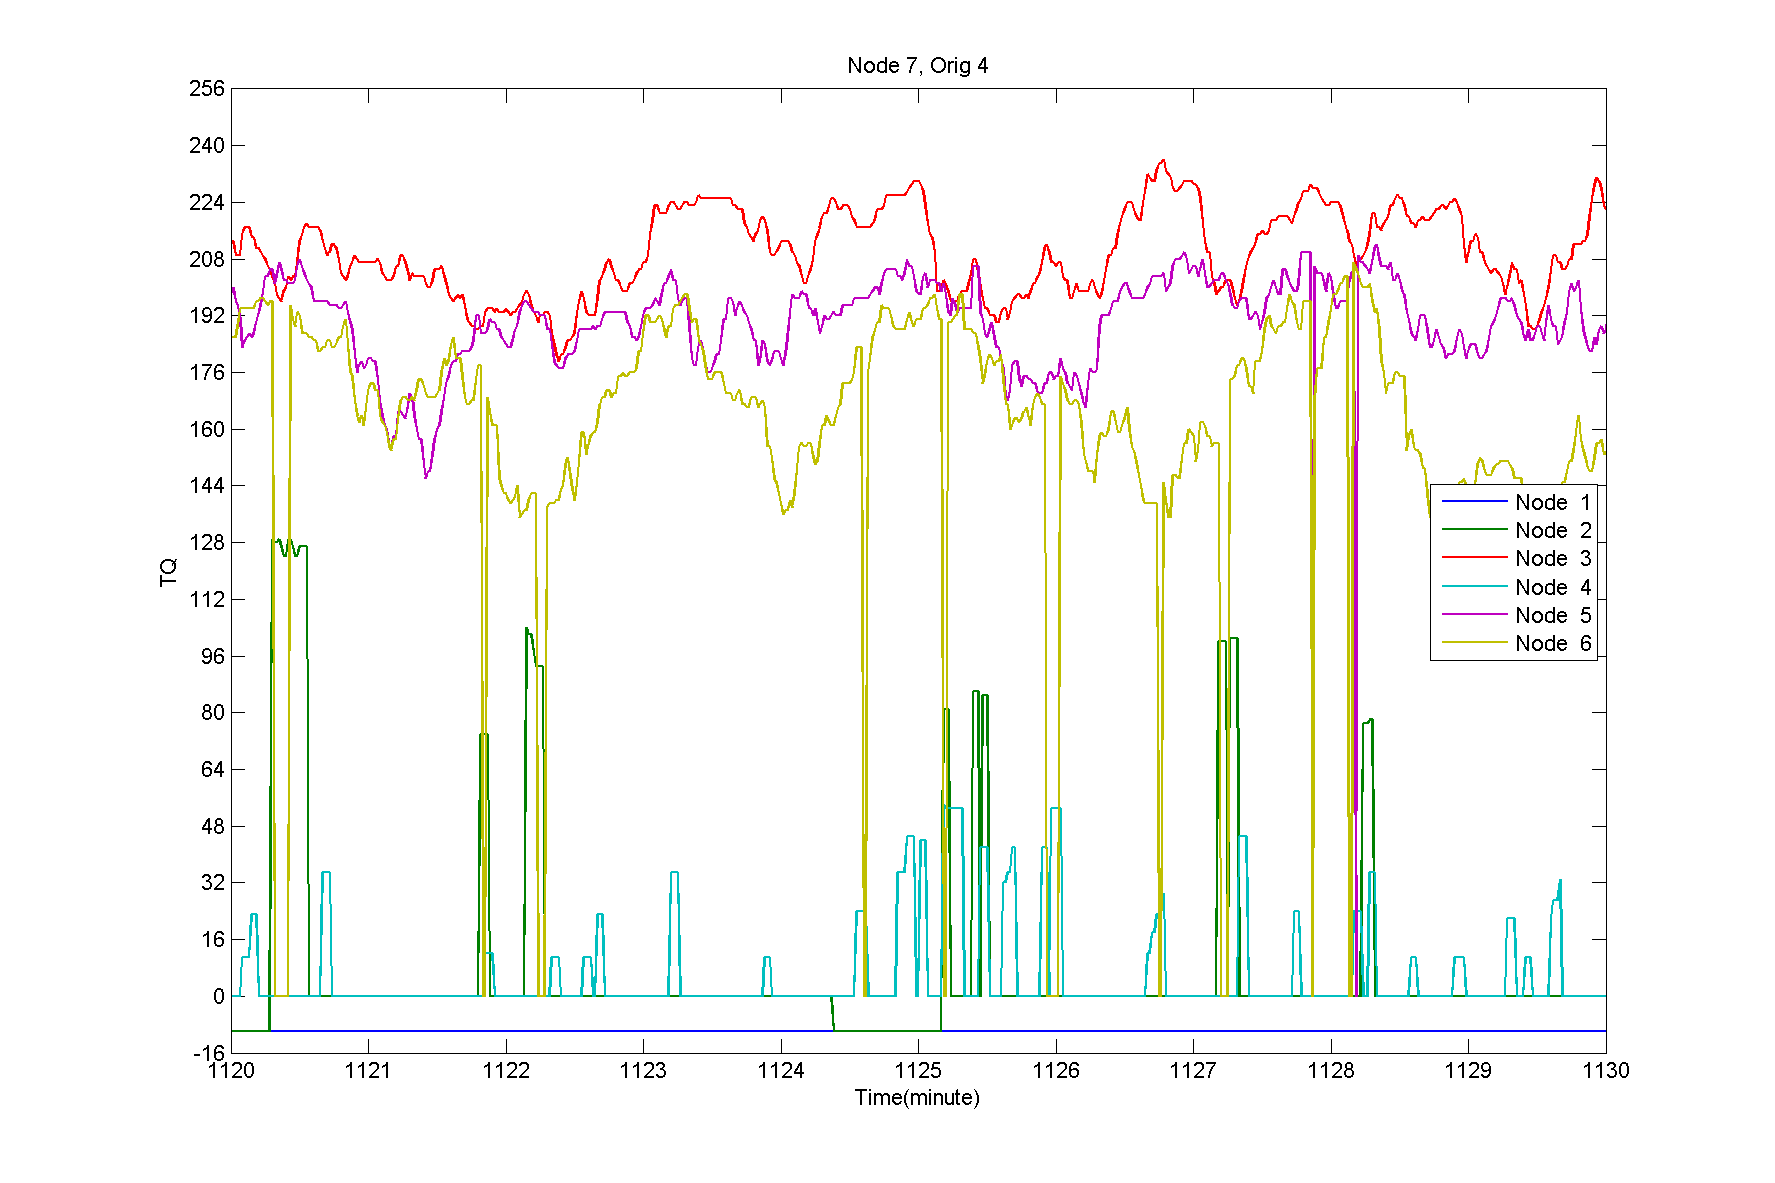 Node 7, Orig 4
256
240
224
208
192
176
160
144
128
112
96
80
64
48
32
16
0
-16
TQ
Node 1
Node 2
Node 3
Node 4
Node 5
Node 6
1120 1121 1122 1123 1124 1125 1126 1127 1128 1129 1130
Time(minute)